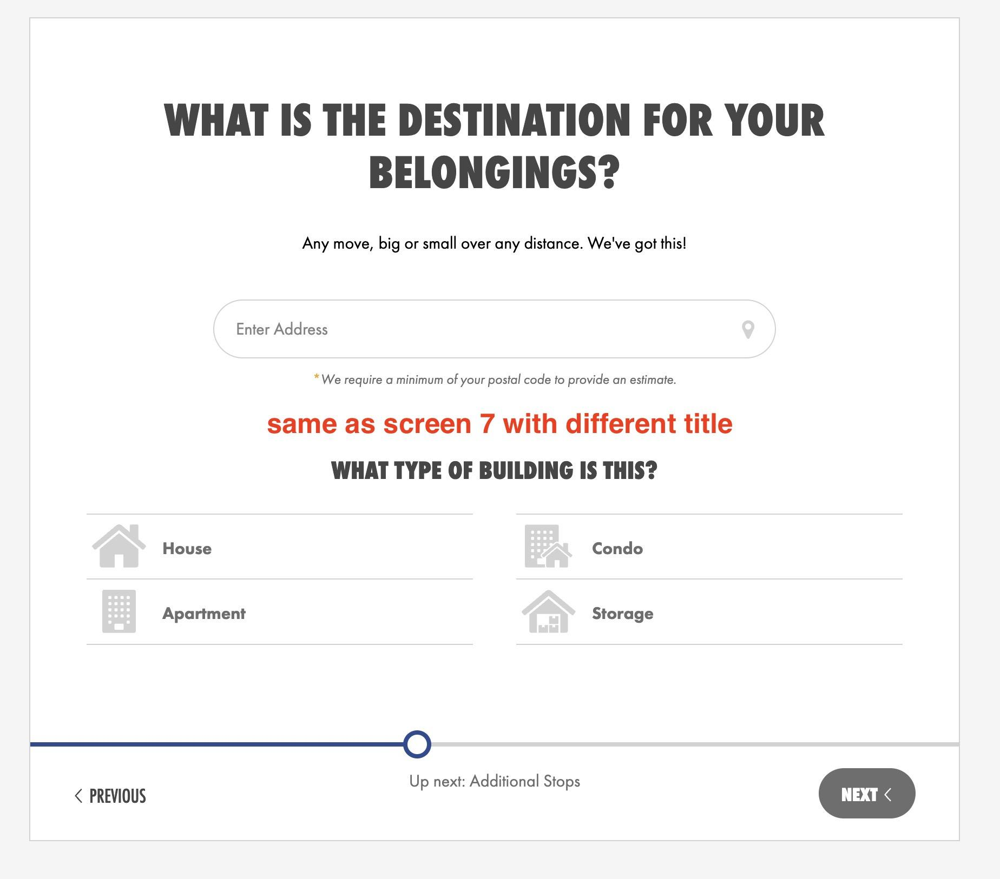 WHAT IS THE DESTINATION FOR YOUR
BELONGINGS?
Any move, big or small over any distance. We've got this!
Enter Address
*We require a minimum of your postal code to provide an estimate.
same as screen 7 with different title
WHAT TYPE OF BUILDING IS THIS?
House
Condo
Apartment
Storage
Up next: Additional Stops
PREVIOUS
NEXT